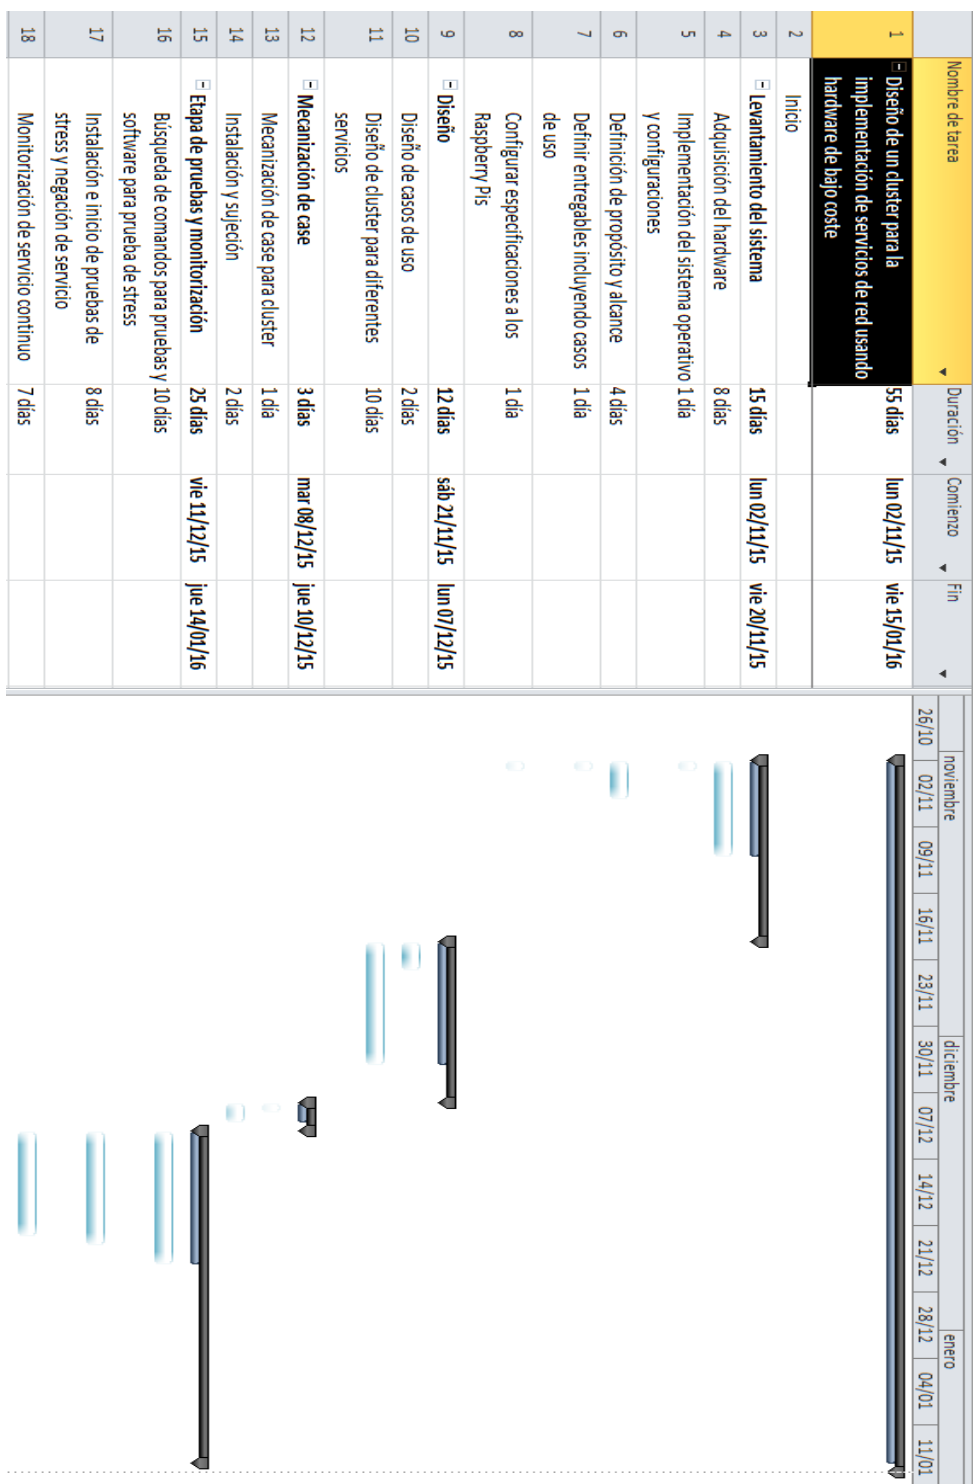 Nombre de tarea Duración Comienzo Fin
1 Diseño de un cluster para la 55 días lun 02/11/15 vie 15/01/16
implementación de servicios de red usando
hardware de bajo coste
2 Inicio
3 Levantamiento del sistema 15 días lun 02/11/15 vie 20/11/15
4 Adquisición del hardware 8 días
5 Implementación del sistema operativo 1 día
y configuraciones
6 Definición de propósito y alcance 4 días
7 Definir entregables incluyendo casos 1 día
de uso
8 Configurar especificaciones a los 1 día
Raspberry Pis
9 Diseño 12 días sáb 21/11/15 lun 07/12/15
10 Diseño de casos de uso 2 días
11 Diseño de cluster para diferentes 10 días
servicios
12 Mecanización de case 3 días mar 08/12/15 jue 10/12/15
13 Mecanización de case para cluster 1 día
14 Instalación y sujeción 2 días
15 Etapa de pruebas y monitorización 25 días vie 11/12/15 jue 14/01/16
16 Búsqueda de comandos para pruebas y 10 días
software para prueba de stress
17 Instalación e inicio de pruebas de 8 días
stress y negación de servicio
18 Monitorización de servicio continuo 7 días
noviembre diciembre enero
26/10 02/11 09/11 16/11 23/11 30/11 07/12 14/12 21/12 28/12 04/01 11/01